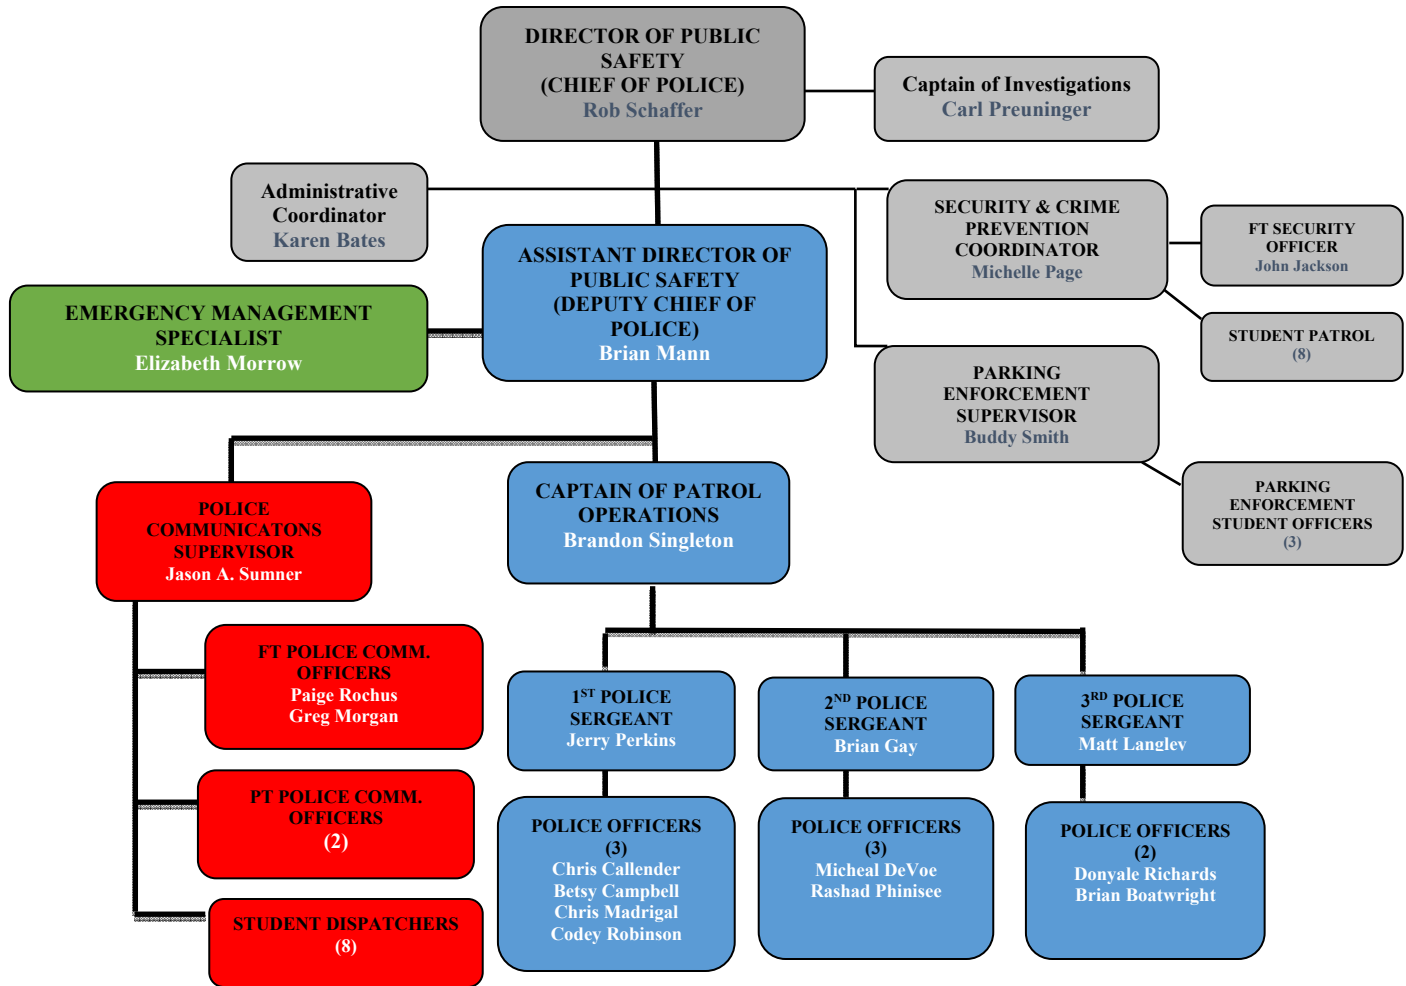 DIRECTOR OF PUBLIC
SAFETY
(CHIEF OF POLICE)
Rob Schaffer
Captain of Investigations
Carl Preuninger
Administrative
Coordinator
Karen Bates
SECURITY & CRIME
PREVENTION
COORDINATOR
Michelle Page
FT SECURITY
OFFICER
John Jackson
ASSISTANT DIRECTOR OF
PUBLIC SAFETY
(DEPUTY CHIEF OF
POLICE)
Brian Mann
EMERGENCY MANAGEMENT
SPECIALIST
Elizabeth Morrow
STUDENT PATROL
(8)
PARKING
ENFORCEMENT
SUPERVISOR
Buddy Smith
PARKING
ENFORCEMENT
STUDENT OFFICERS
(3)
POLICE
COMMUNICATONS
SUPERVISOR
Jason A. Sumner
CAPTAIN OF PATROL
OPERATIONS
Brandon Singleton
FT POLICE COMM.
OFFICERS
Paige Rochus
Greg Morgan
PT POLICE COMM.
OFFICERS
(2)
STUDENT DISPATCHERS
(8)
1ST POLICE
SERGEANT
Jerry Perkins
2ND POLICE
SERGEANT
Brian Gay
3RD POLICE
SERGEANT
Matt Langley
POLICE OFFICERS
(3)
Chris Callender
Betsy Campbell
Chris Madrigal
Codey Robinson
POLICE OFFICERS
(3)
Micheal DeVoe
Rashad Phinisee
POLICE OFFICERS
(2)
Donyale Richards
Brian Boatwright